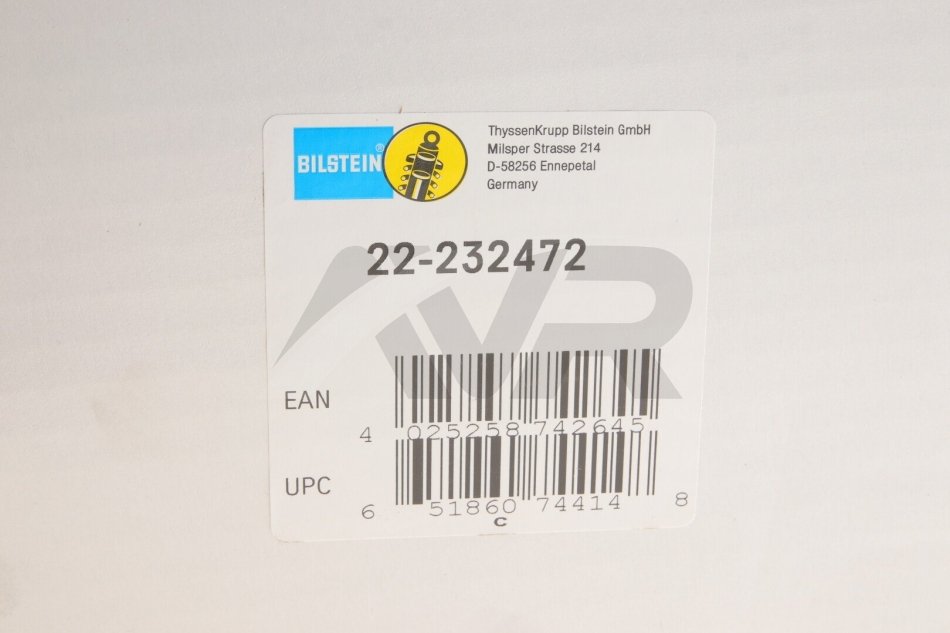 BILSTEIN®
ThyssenKrupp Bilstein GmbH
Milsper Strasse 214
D-58256 Ennepetal
Germany
22-232472
VR
EAN
4 025258 742645
UPC
6 51860 74414 8
C